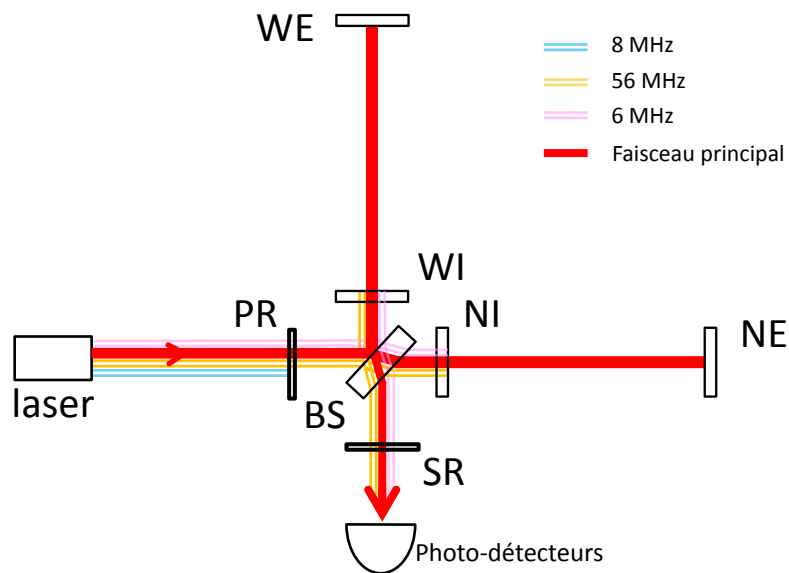 WE
8 MHz
56 MHz
6 MHz
Faisceau principal
WI
PR
NI
NE
laser
BS
SR
Photo-détecteurs